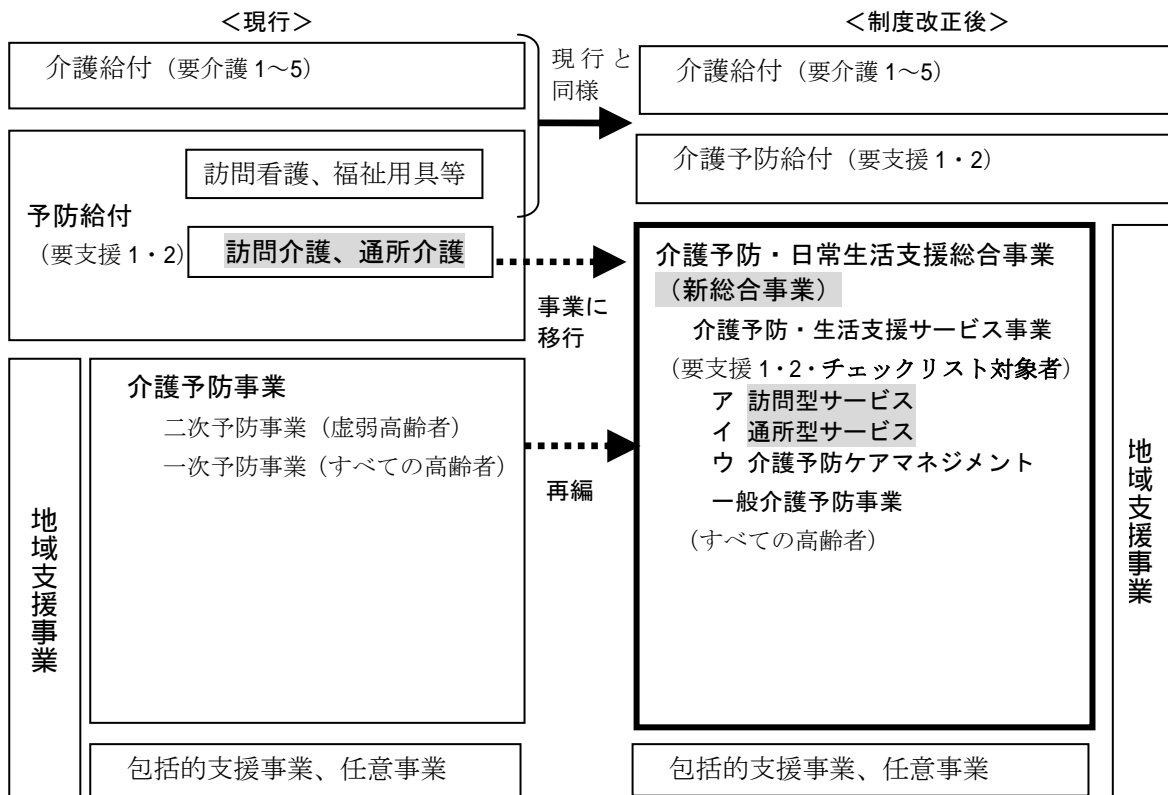 ＜現行＞
介護給付（要介護 1～5）
訪問看護、福祉用具等
予防給付
（要支援 1・2）
訪問介護、通所介護
地域支援事業
介護予防事業
二次予防事業（虚弱高齢者）
一次予防事業（すべての高齢者）
包括的支援事業、任意事業
現行と
同様
事業に
移行
再編
＜制度改正後＞
介護給付（要介護 1～5）
介護予防給付（要支援 1・2）
介護予防・日常生活支援総合事業
（新総合事業）
介護予防・生活支援サービス事業
（要支援 1・2・チェックリスト対象者）
ア 訪問型サービス
イ 通所型サービス
ウ 介護予防ケアマネジメント
一般介護予防事業
（すべての高齢者）
包括的支援事業、任意事業
地域支援事業